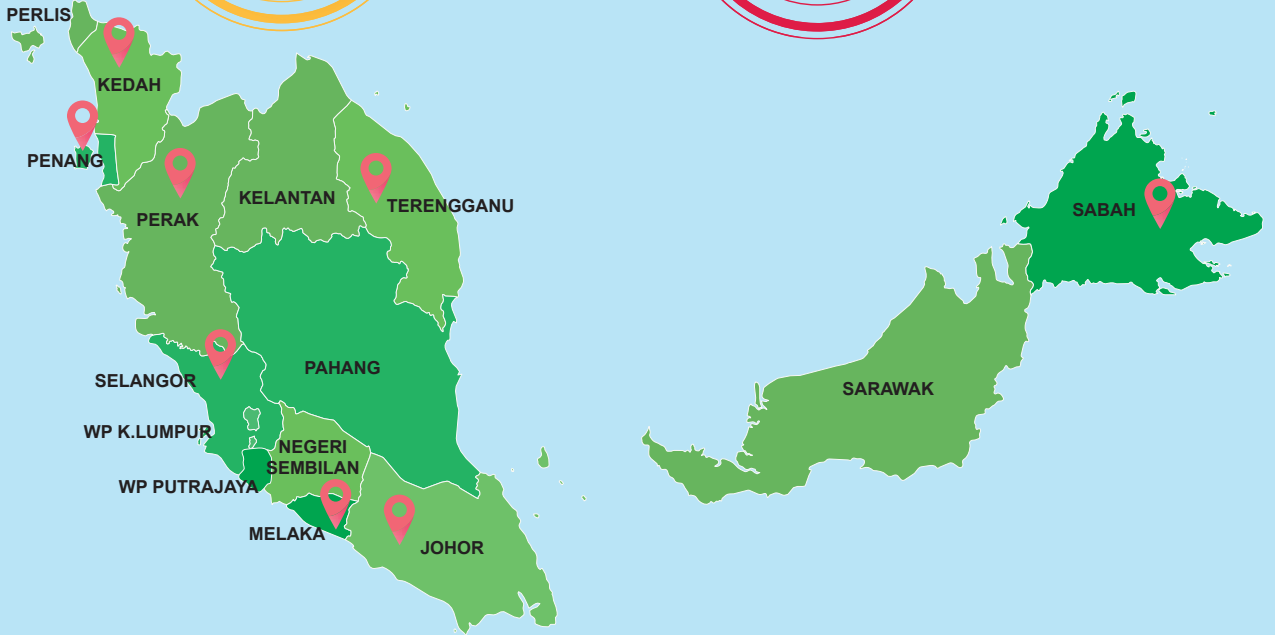 PERLIS
KEDAH
PENANG
PERAK
KELANTAN
TERENGGANU
SELANGOR
PAHANG
WP K.LUMPUR
NEGERI
SEMBILAN
WP PUTRAJAYA
MELAKA
JOHOR
SABAH
SARAWAK